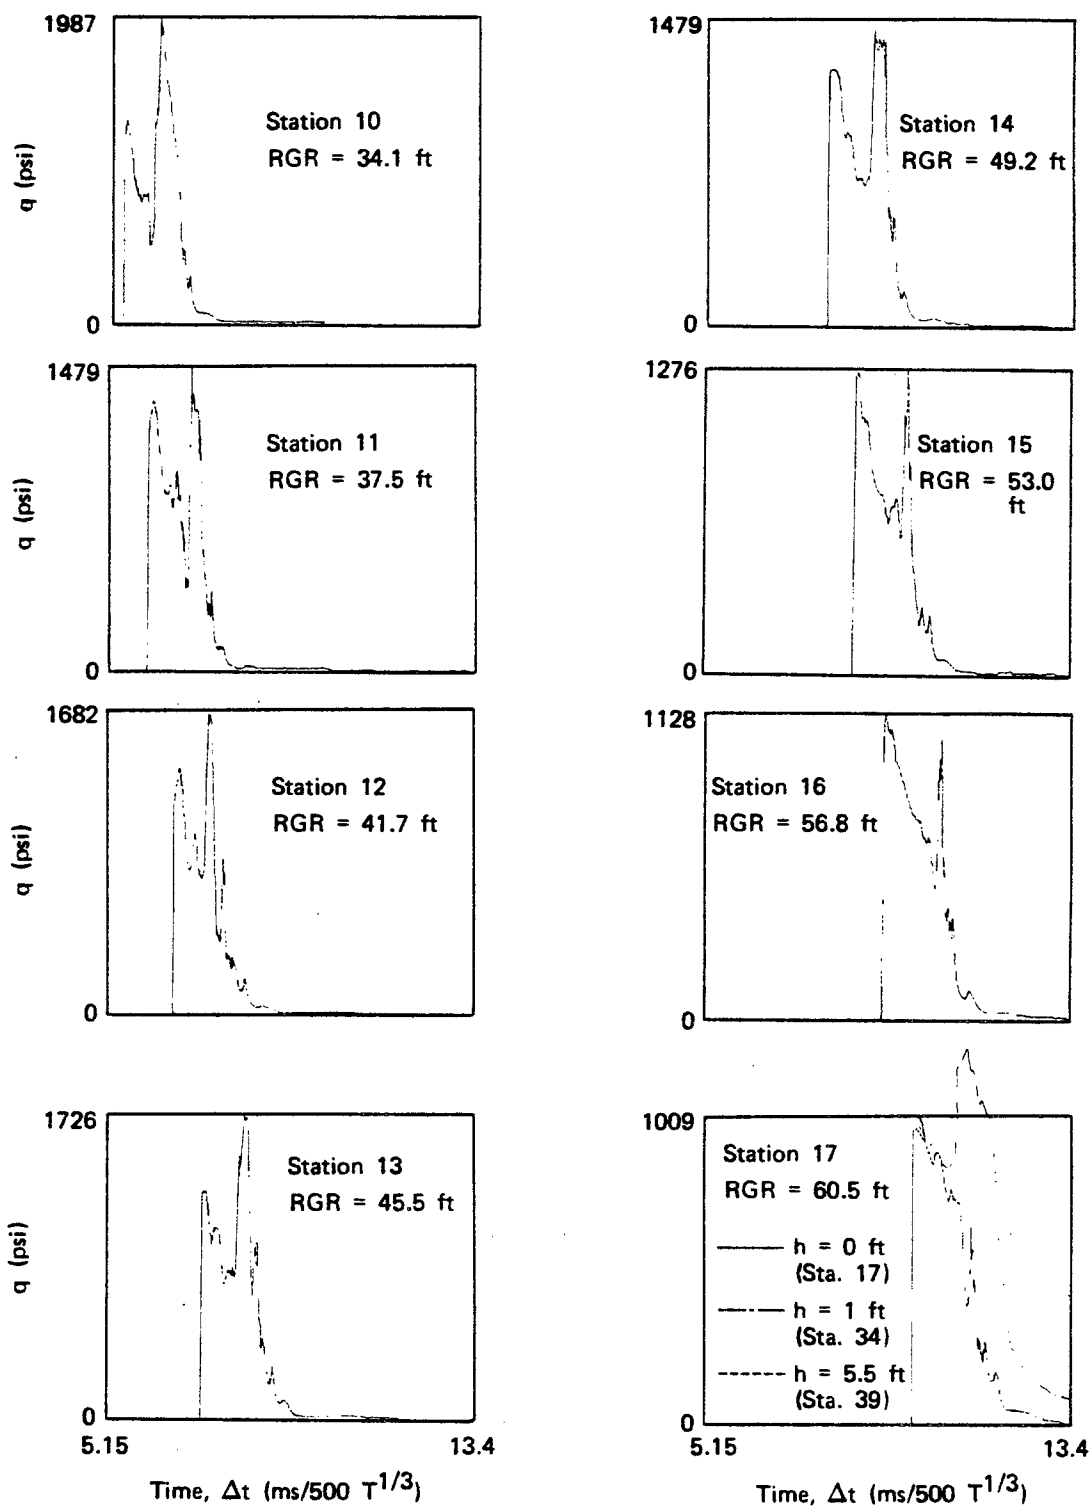 1987
q (psi)
0
Station 10
RGR = 34.1 ft
1479
q (psi)
0
Station 11
RGR = 37.5 ft
1682
q (psi)
0
Station 12
RGR = 41.7 ft
1726
q (psi)
0
Station 13
RGR = 45.5 ft
5.15
13.4
Time, Δt (ms/500 T^1/3)
1479
0
Station 14
RGR = 49.2 ft
1276
0
Station 15
RGR = 53.0
ft
1128
0
Station 16
RGR = 56.8 ft
1009
0
Station 17
RGR = 60.5 ft
h = 0 ft
(Sta. 17)
h = 1 ft
(Sta. 34)
h = 5.5 ft
(Sta. 39)
5.15
13.4
Time, Δt (ms/500 T^1/3)